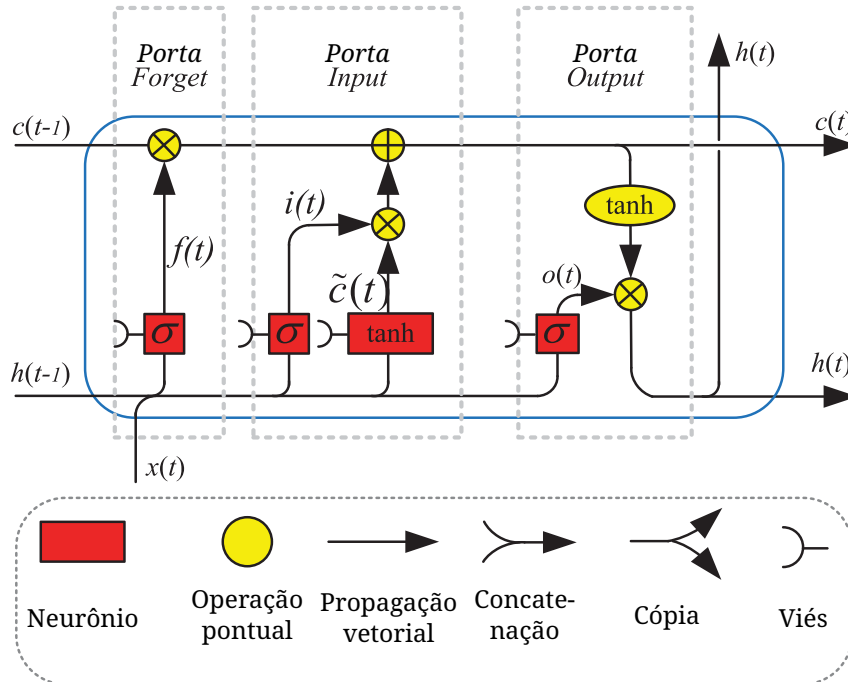 Porta
Forget
Porta
Input
Porta
Output
h(t)
c(t-1)
c(t)
i(t)
tanh
f(t)
c̃(t)
o(t)
σ
σ
tanh
σ
h(t-1)
h(t)
x(t)
Neurônio
Operação
pontual
Propagação
vetorial
Concate-
nação
Cópia
Viés